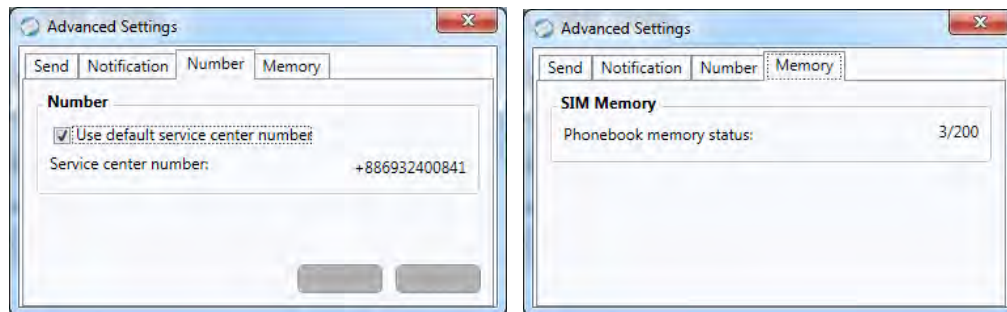 Advanced Settings
Send Notification Number Memory
Number
Use default service center number
Service center number: +886932400841
Advanced Settings
Send Notification Number Memory
SIM Memory
Phonebook memory status: 3/200